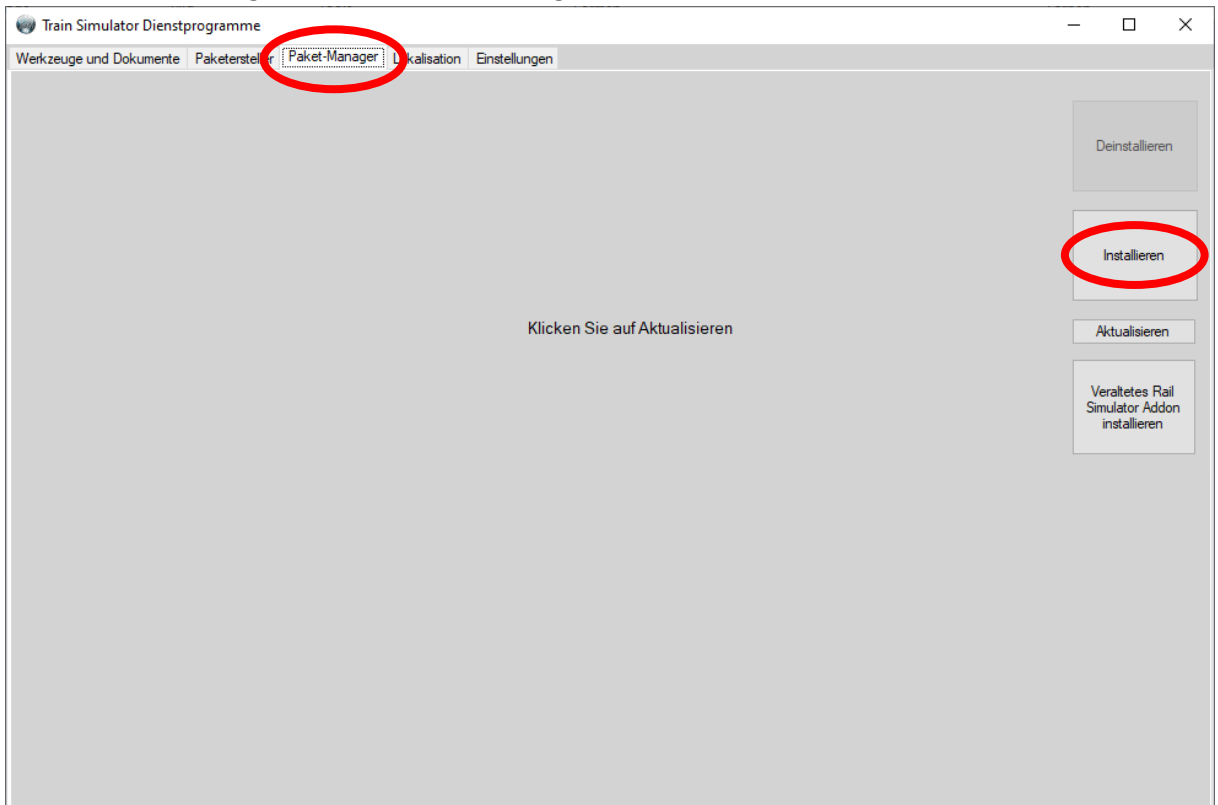 Train Simulator Dienstprogramme
Werkzeuge und Dokumente Paketersteller Paket-Manager Lokalisation Einstellungen
Deinstallieren
Installieren
Klicken Sie auf Aktualisieren
Aktualisieren
Veraltetes Rail
Simulator Addon
installieren